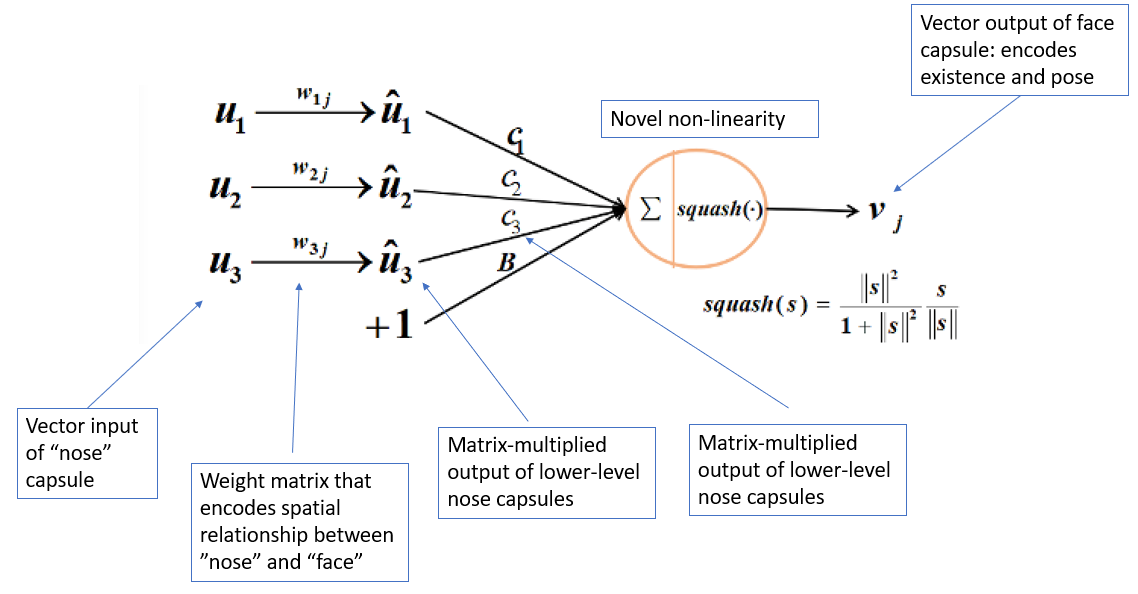 Vector output of face
capsule: encodes
existence and pose
Novel non-linearity
u₁ w₁ⱼ û₁ C₁
u₂ w₂ⱼ û₂ C₂
Σ squash(·) vⱼ
u₃ w₃ⱼ û₃ C₃
B
+1
squash(s) = ‖s‖² / (1 + ‖s‖²) s / ‖s‖
Vector input
of “nose”
capsule
Weight matrix that
encodes spatial
relationship between
”nose” and “face”
Matrix-multiplied
output of lower-level
nose capsules
Matrix-multiplied
output of lower-level
nose capsules